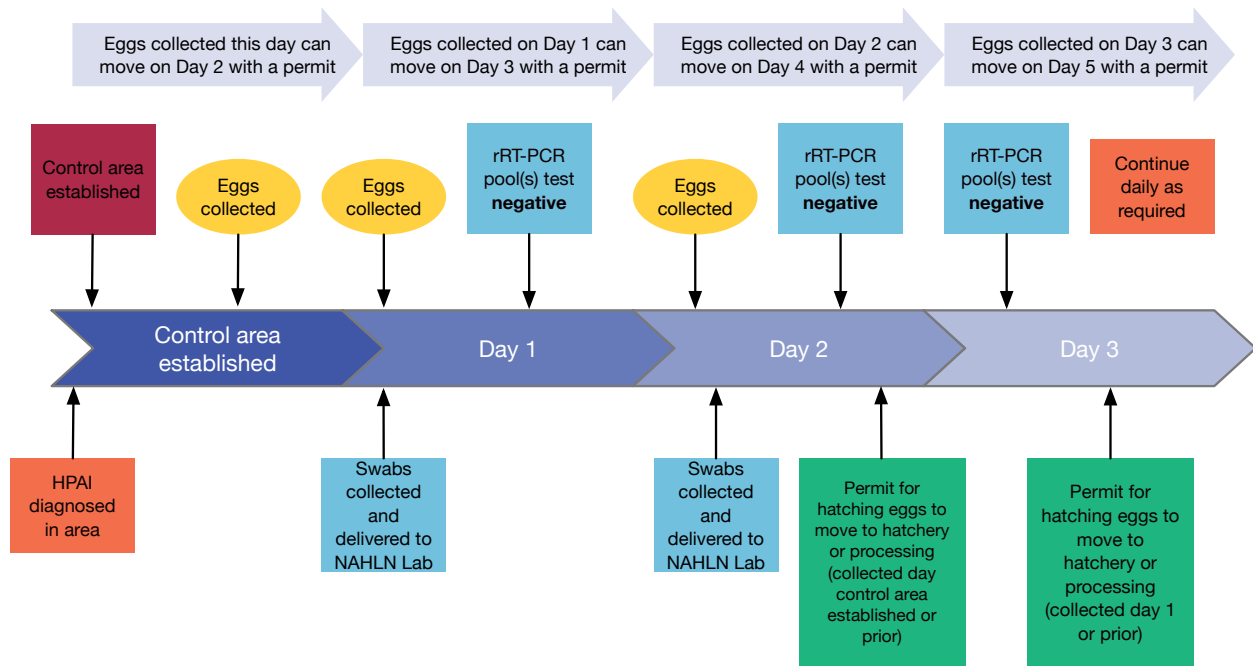 Eggs collected this day can
move on Day 2 with a permit
Eggs collected on Day 1 can
move on Day 3 with a permit
Eggs collected on Day 2 can
move on Day 4 with a permit
Eggs collected on Day 3 can
move on Day 5 with a permit
Control area
established
Eggs
collected
Eggs
collected
rRT-PCR
pool(s) test
negative
Eggs
collected
rRT-PCR
pool(s) test
negative
rRT-PCR
pool(s) test
negative
Continue
daily as
required
Control area
established
Day 1
Day 2
Day 3
HPAI
diagnosed
in area
Swabs
collected
and
delivered to
NAHLN Lab
Swabs
collected
and
delivered to
NAHLN Lab
Permit for
hatching eggs to
move to hatchery
or processing
(collected day
control area
established or
prior)
Permit for
hatching eggs to
move to
hatchery or
processing
(collected day 1
or prior)